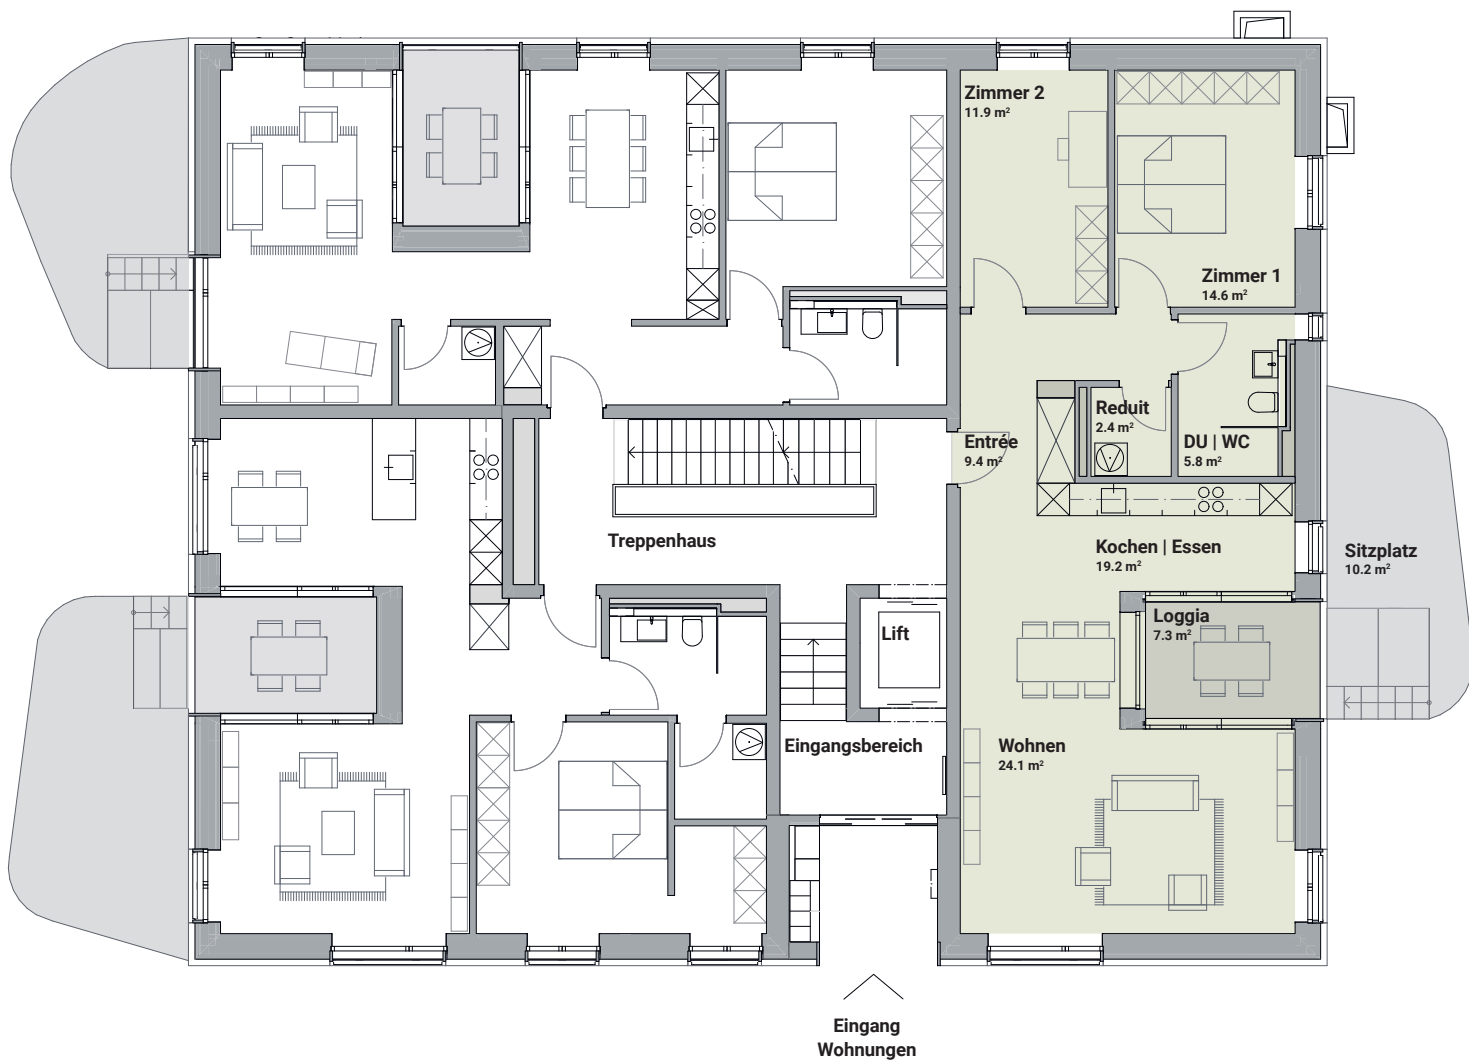 Zimmer 2
11.9 m²
Zimmer 1
14.6 m²
Reduit
2.4 m²
Entrée
9.4 m²
DU | WC
5.8 m²
Treppenhaus
Kochen | Essen
19.2 m²
Sitzplatz
10.2 m²
Loggia
7.3 m²
Lift
Eingangsbereich
Wohnen
24.1 m²
Eingang
Wohnungen